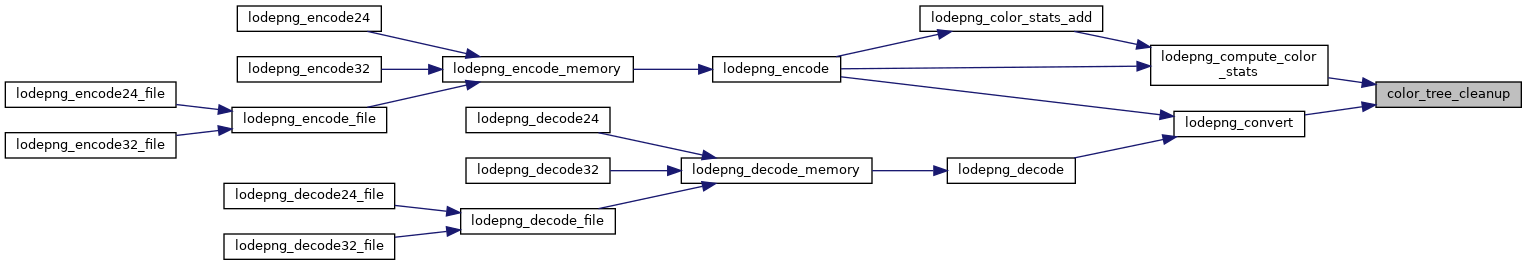 lodepng_encode24
lodepng_color_stats_add
lodepng_compute_color
_stats
lodepng_encode32
lodepng_encode_memory
lodepng_encode
lodepng_encode24_file
color_tree_cleanup
lodepng_encode_file
lodepng_decode24
lodepng_convert
lodepng_encode32_file
lodepng_decode32
lodepng_decode_memory
lodepng_decode
lodepng_decode24_file
lodepng_decode_file
lodepng_decode32_file